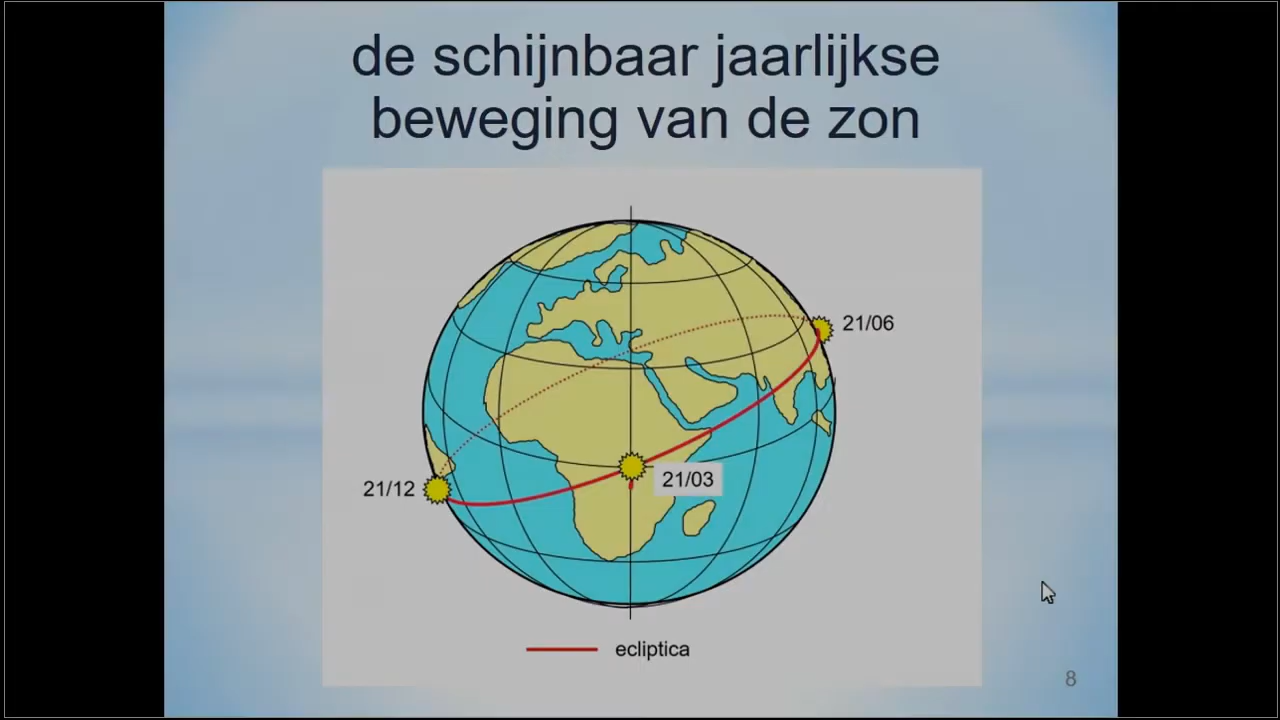 de schijnbaar jaarlijkse
beweging van de zon
21/06
21/03
21/12
ecliptica
8